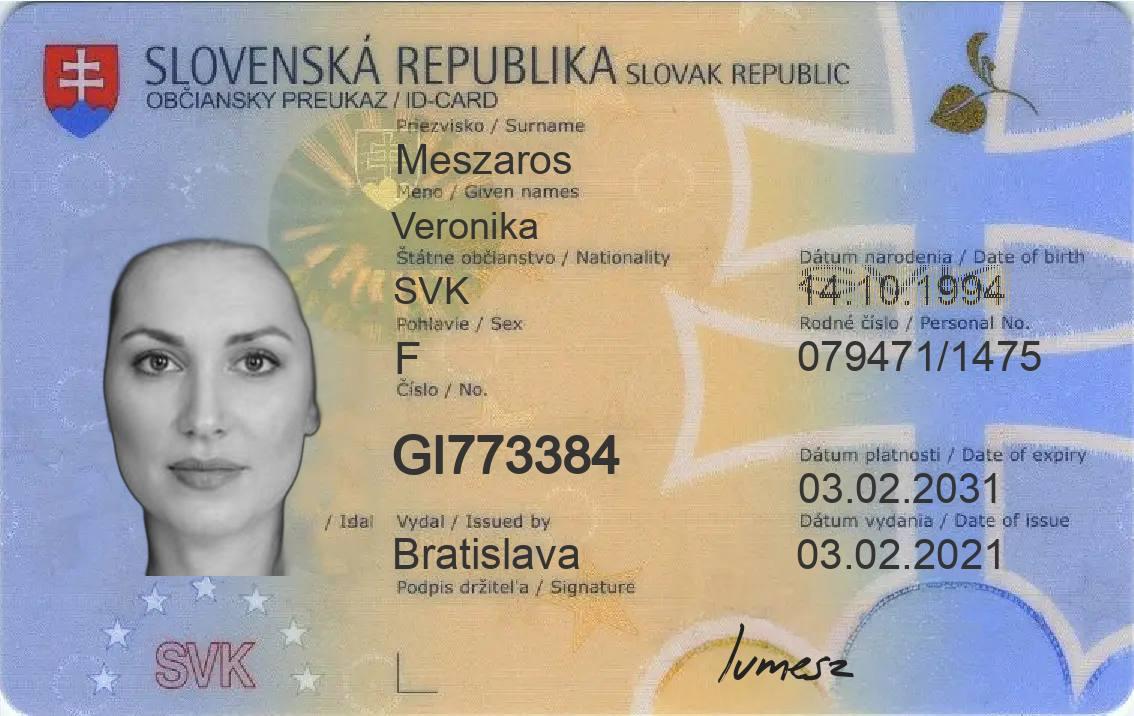 SLOVENSKÁ REPUBLIKA SLOVAK REPUBLIC
OBČIANSKY PREUKAZ / ID-CARD
Priezvisko / Surname
Meszaros
Meno / Given names
Veronika
Štátne občianstvo / Nationality
SVK
Dátum narodenia / Date of birth
14.10.1994
Pohlavie / Sex
F
Rodné číslo / Personal No.
079471/1475
Číslo / No.
GI773384
Dátum platnosti / Date of expiry
03.02.2031
/ Idal Vydal / Issued by
Bratislava
Dátum vydania / Date of issue
03.02.2021
Podpis držiteľa / Signature
lumesz
SVK